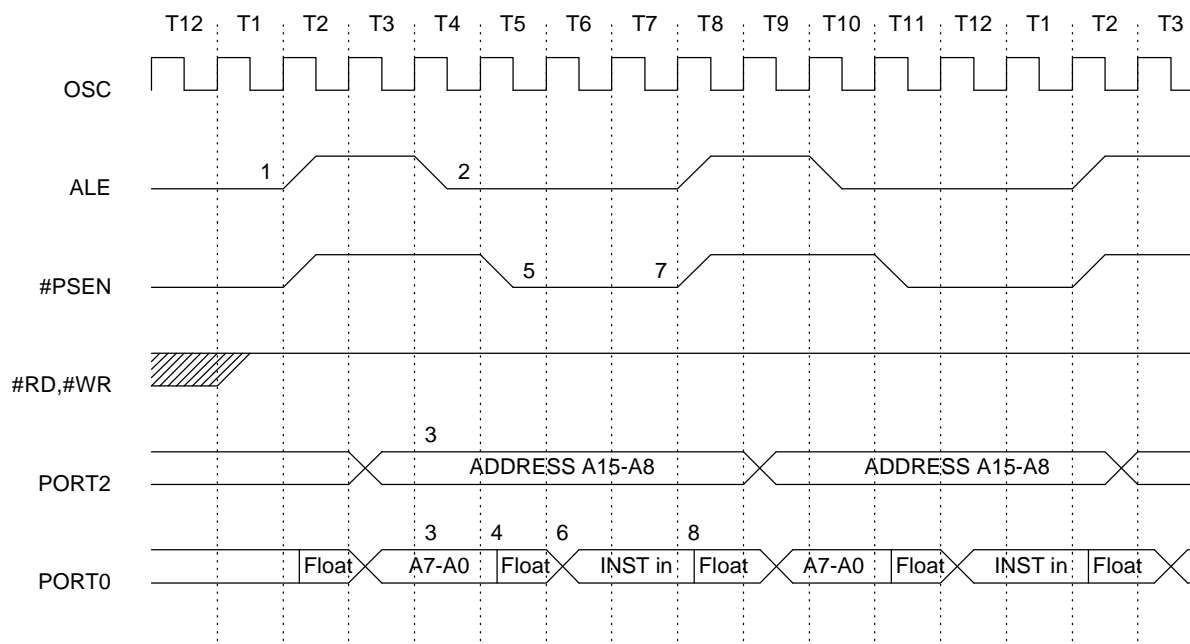 T12 T1 T2 T3 T4 T5 T6 T7 T8 T9 T10 T11 T12 T1 T2 T3
OSC
1 2
ALE
5 7
#PSEN
#RD,#WR
3
ADDRESS A15-A8 ADDRESS A15-A8
PORT2
3 4 6 8
Float A7-A0 Float INST in Float A7-A0 Float INST in Float
PORT0